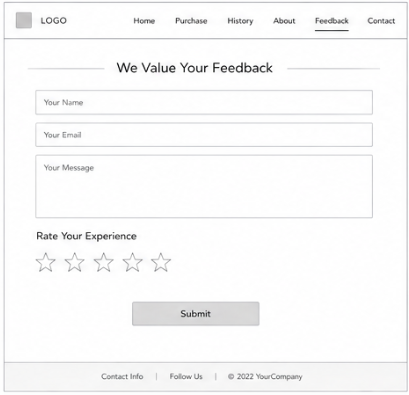 LOGO Home Purchase History About Feedback Contact
We Value Your Feedback
Your Name
Your Email
Your Message
Rate Your Experience
Submit
Contact Info | Follow Us | © 2022 YourCompany